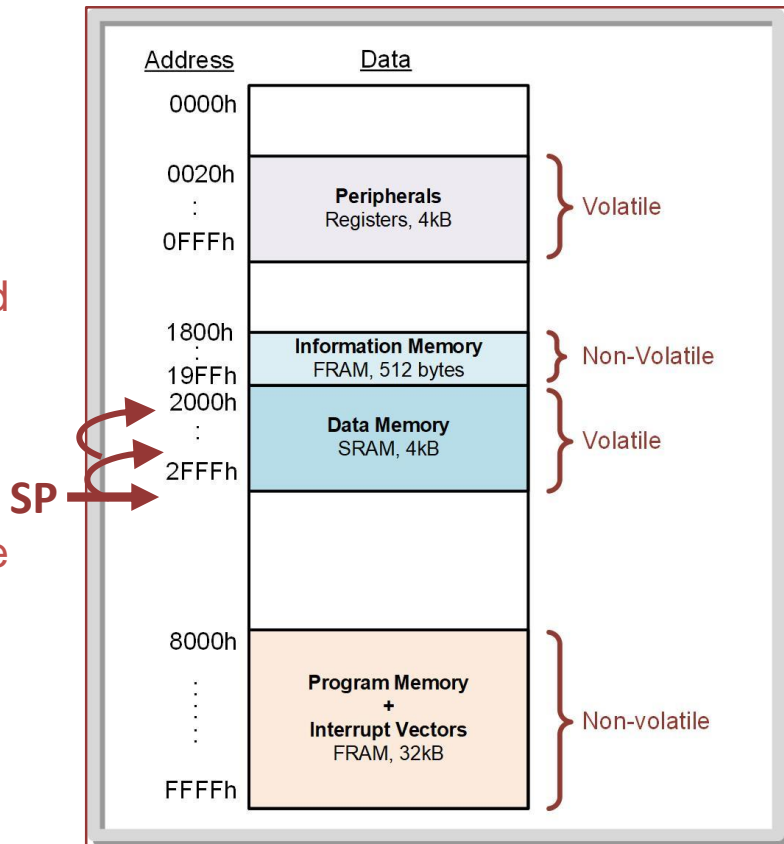 Address Data
0000h
0020h
:
0FFFh
Peripherals
Registers, 4kB
Volatile
d
1800h
:
19FFh
Information Memory
FRAM, 512 bytes
Non-Volatile
2000h
:
2FFFh
Data Memory
SRAM, 4kB
Volatile
SP
e
8000h
:
:
:
FFFFh
Program Memory
+
Interrupt Vectors
FRAM, 32kB
Non-volatile